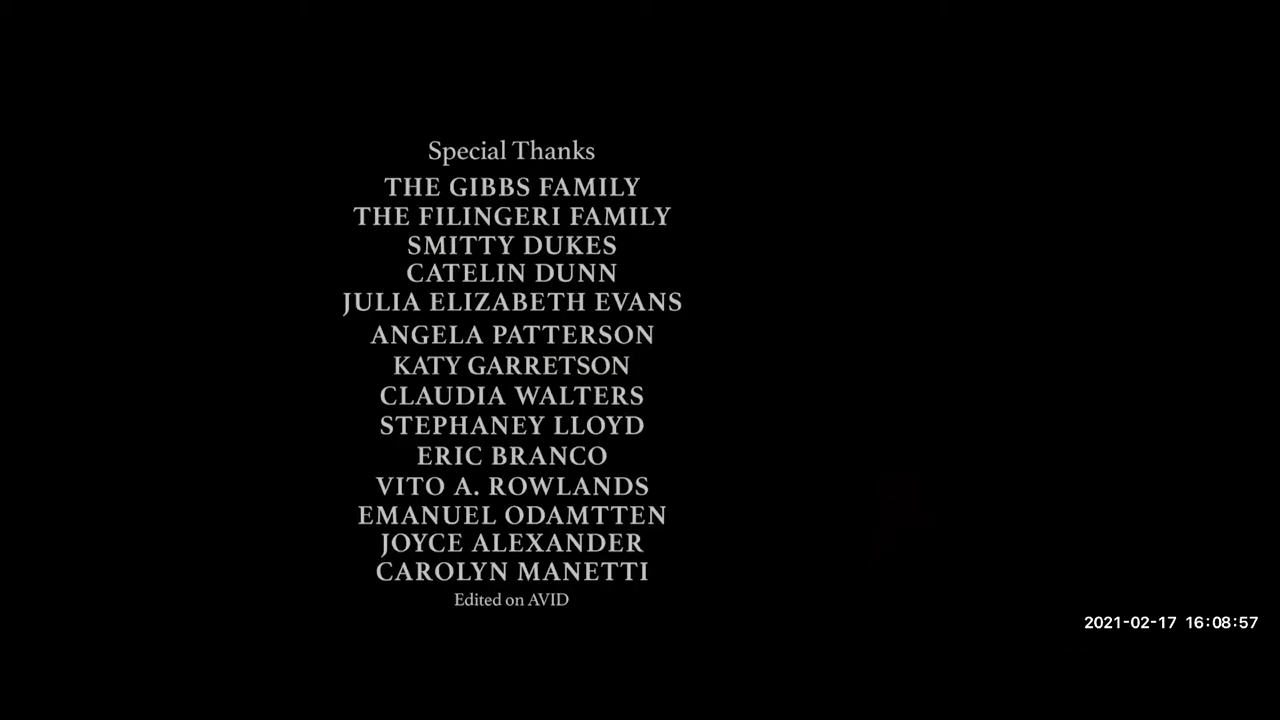 Special Thanks
THE GIBBS FAMILY
THE FILINGERI FAMILY
SMITTY DUKES
CATELIN DUNN
JULIA ELIZABETH EVANS
ANGELA PATTERSON
KATY GARRETSON
CLAUDIA WALTERS
STEPHANEY LLOYD
ERIC BRANCO
VITO A. ROWLANDS
EMANUEL ODAMTTEN
JOYCE ALEXANDER
CAROLYN MANETTI
Edited on AVID
2021-02-17 16:08:57